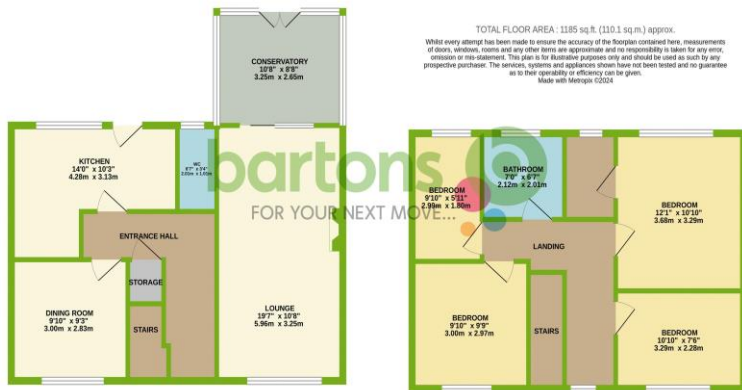 TOTAL FLOOR AREA : 1185 sq.ft. (110.1 sq.m.) approx.
Whilst every attempt has been made to ensure the accuracy of the floorplan contained here, measurements
of doors, windows, rooms and any other items are approximate and no responsibility is taken for any error,
omission or mis-statement. This plan is for illustrative purposes only and should be used as such by any
prospective purchaser. The services, systems and appliances shown have not been tested and no guarantee
as to their operability or efficiency can be given.
Made with Metropix ©2024
CONSERVATORY
10'8" x 8'8"
3.25m x 2.65m
KITCHEN
14'0" x 10'3"
4.28m x 3.13m
WC
ENTRANCE HALL
STORAGE
DINING ROOM
9'10" x 9'3"
3.00m x 2.83m
STAIRS
LOUNGE
19'7" x 10'8"
5.96m x 3.25m
bartons
FOR YOUR NEXT MOVE...
BEDROOM
9'10" x 5'11"
2.99m x 1.80m
BATHROOM
7'0" x 6'7"
2.12m x 2.01m
BEDROOM
12'1" x 10'10"
3.68m x 3.29m
LANDING
BEDROOM
9'10" x 9'9"
3.00m x 2.97m
STAIRS
BEDROOM
10'10" x 7'6"
3.29m x 2.28m